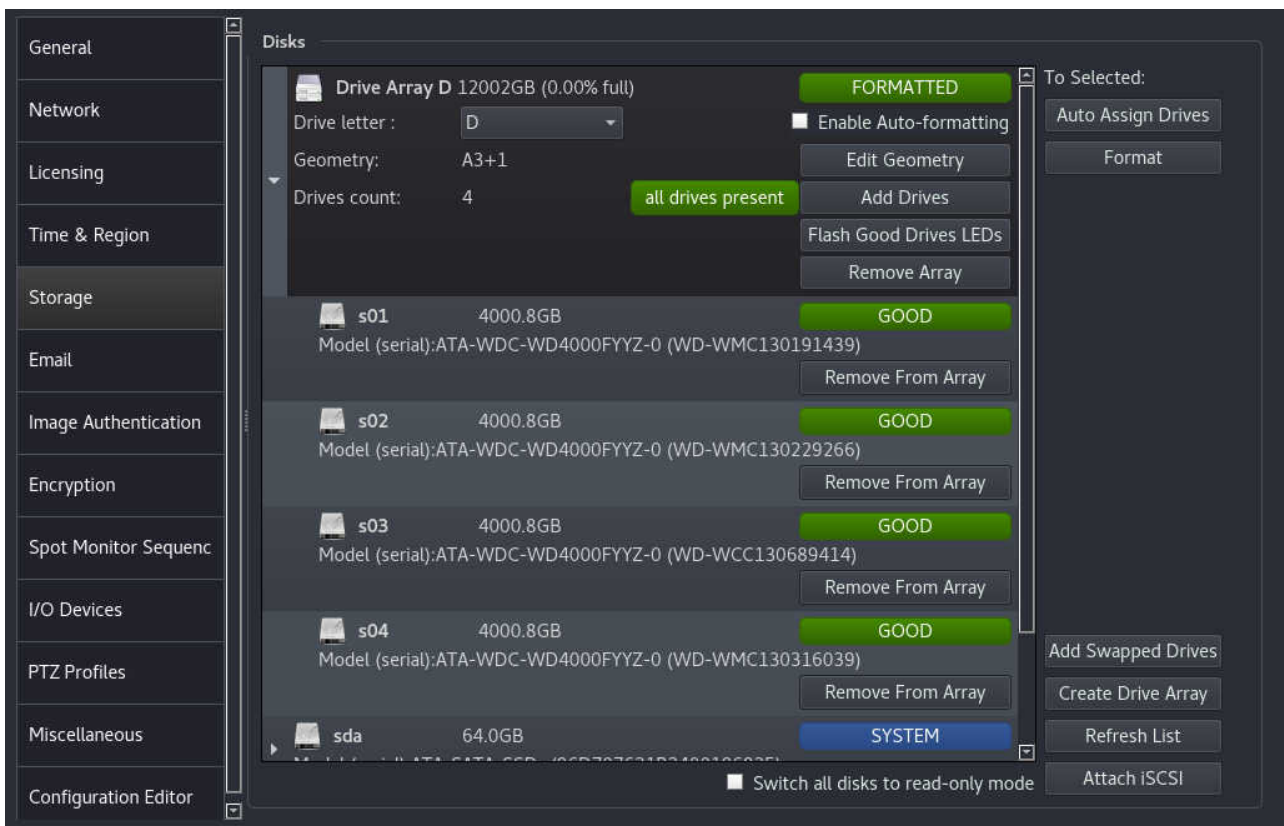 General
Network
Licensing
Time & Region
Storage
Email
Image Authentication
Encryption
Spot Monitor Sequenc
I/O Devices
PTZ Profiles
Miscellaneous
Configuration Editor
Disks
Drive Array D 12002GB (0.00% full) FORMATTED
Drive letter : D Enable Auto-formatting
Geometry: A3+1 Edit Geometry
Drives count: 4 all drives present Add Drives
Flash Good Drives LEDs
Remove Array
s01 4000.8GB GOOD
Model (serial):ATA-WDC-WD4000FYYZ-0 (WD-WMC130191439)
Remove From Array
s02 4000.8GB GOOD
Model (serial):ATA-WDC-WD4000FYYZ-0 (WD-WMC130229266)
Remove From Array
s03 4000.8GB GOOD
Model (serial):ATA-WDC-WD4000FYYZ-0 (WD-WCC130689414)
Remove From Array
s04 4000.8GB GOOD
Model (serial):ATA-WDC-WD4000FYYZ-0 (WD-WMC130316039)
Remove From Array
sda 64.0GB SYSTEM
Switch all disks to read-only mode
To Selected:
Auto Assign Drives
Format
Add Swapped Drives
Create Drive Array
Refresh List
Attach iSCSI